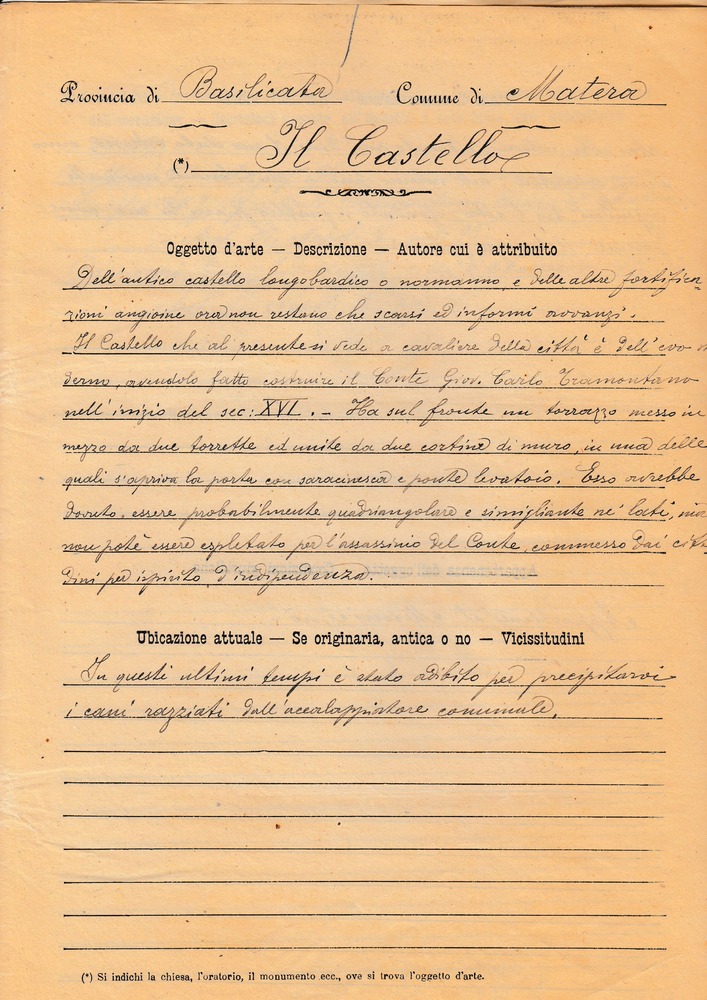 Provincia di Basilicata Comune di Matera
(*) Il Castello
Oggetto d'arte — Descrizione — Autore cui è attribuito
Dell'antico castello longobardico o normanno, e delle altre fortifica-
zioni angioine ora non restano che scarsi ed informi avvanzi.
Il Castello che al presente si vede a cavaliere della città è dell'evo m
derno, avendolo fatto costruire il Conte Giov. Carlo Tramontano
nell'inizio del sec: XVI. – Ha sul fronte un torrazzo messo in
mezzo da due torrette ed unite da due cortine di muro, in una delle
quali s'apriva la porta con saracinesca e ponte levatoio. Esso avrebbe
dovuto essere probabilmente quadriangolare e simigliante ne' lati, ma
non potè essere espletato per l'assassinio del Conte, commesso dai citta
dini per ispirito d'indipendenza.
Ubicazione attuale — Se originaria, antica o no — Vicissitudini
In questi ultimi tempi è stato adibito per precipitarvi
i cani razziati dall'accalappiatore comunale.
(*) Si indichi la chiesa, l'oratorio, il monumento ecc., ove si trova l'oggetto d'arte.